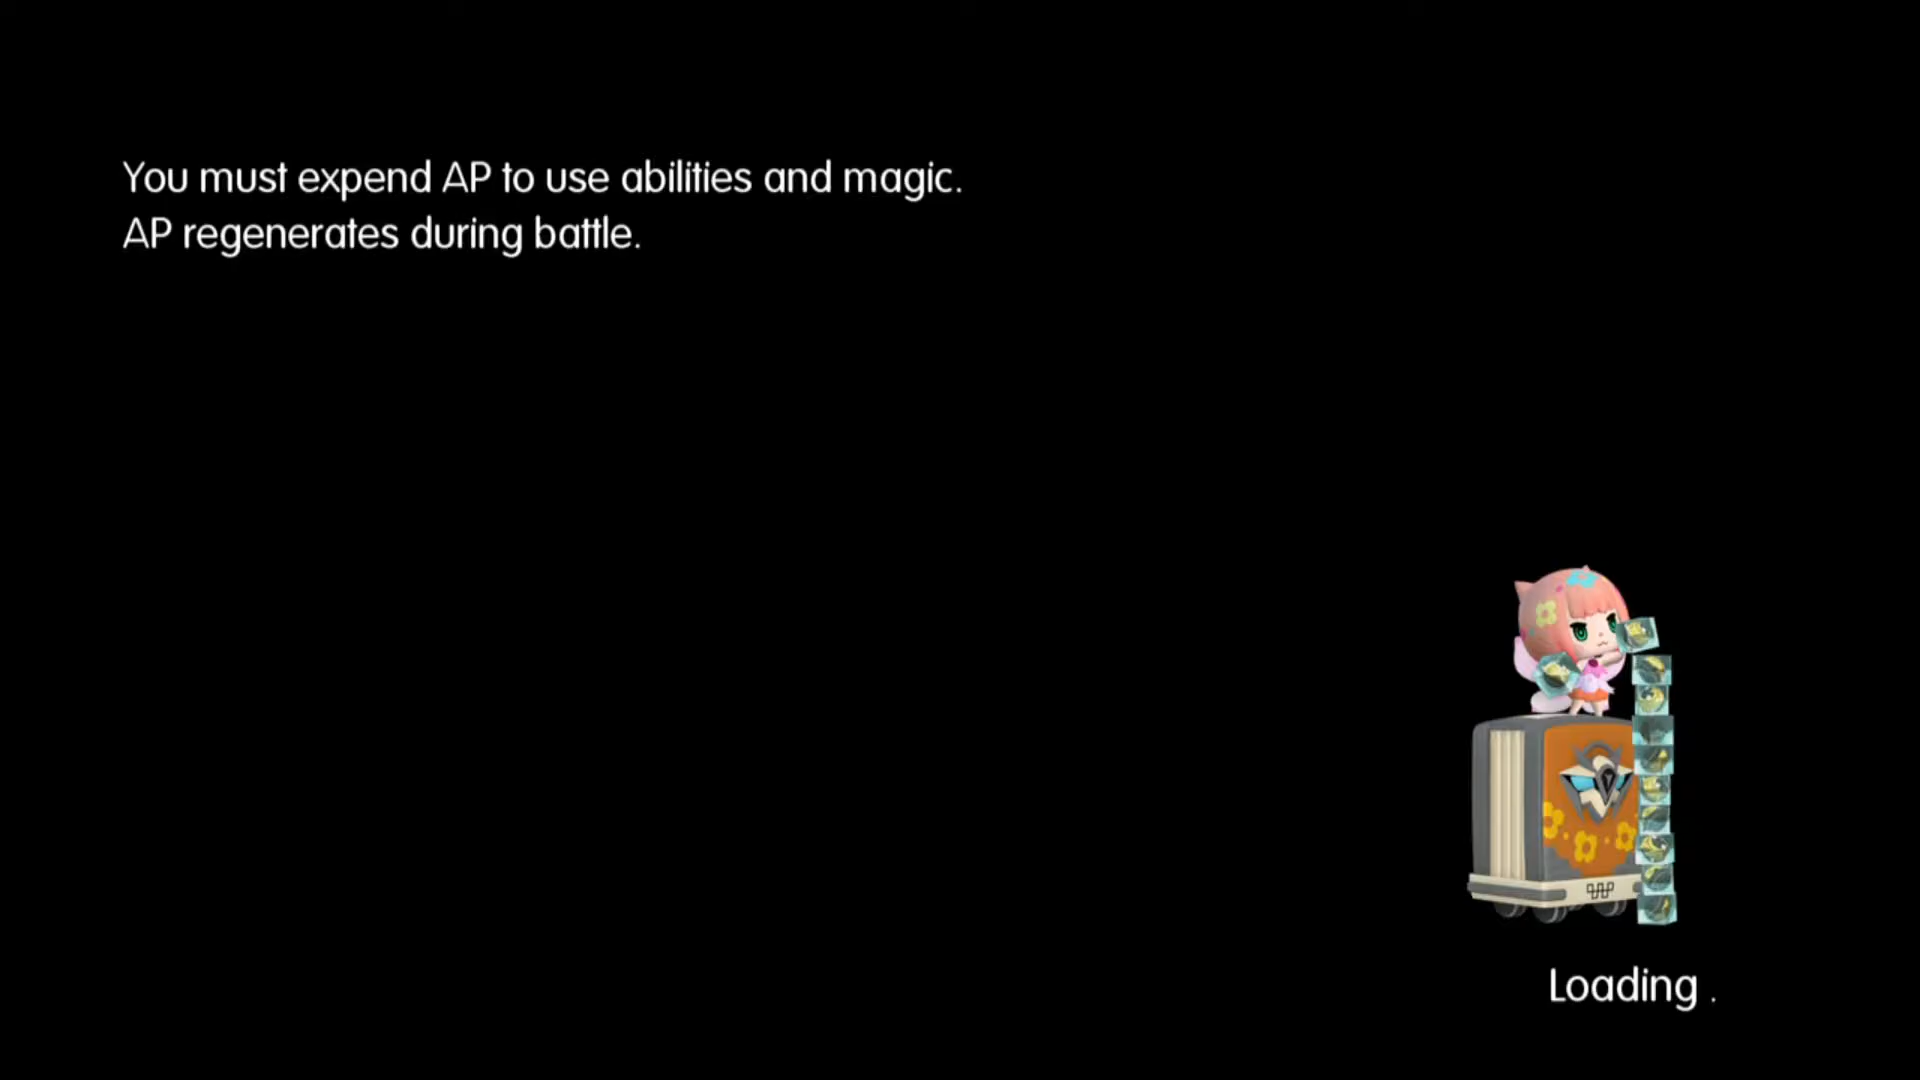 You must expend AP to use abilities and magic.
AP regenerates during battle.
Loading .